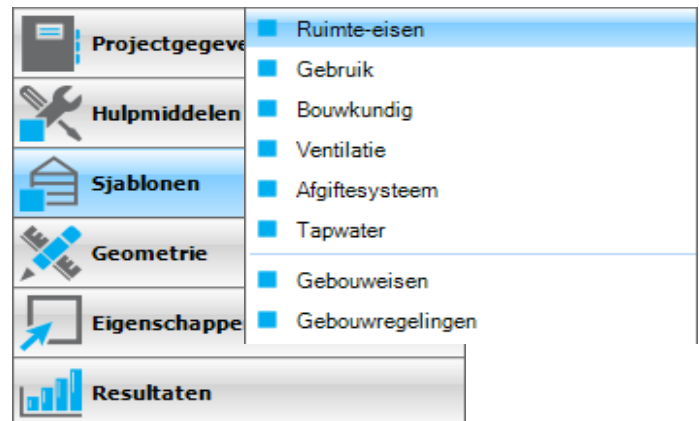 Projectgegeve
Hulpmiddelen
Sjablonen
Geometrie
Eigenschappe
Resultaten
Ruimte-eisen
Gebruik
Bouwkundig
Ventilatie
Afgiftesysteem
Tapwater
Gebouweisen
Gebouwregelingen